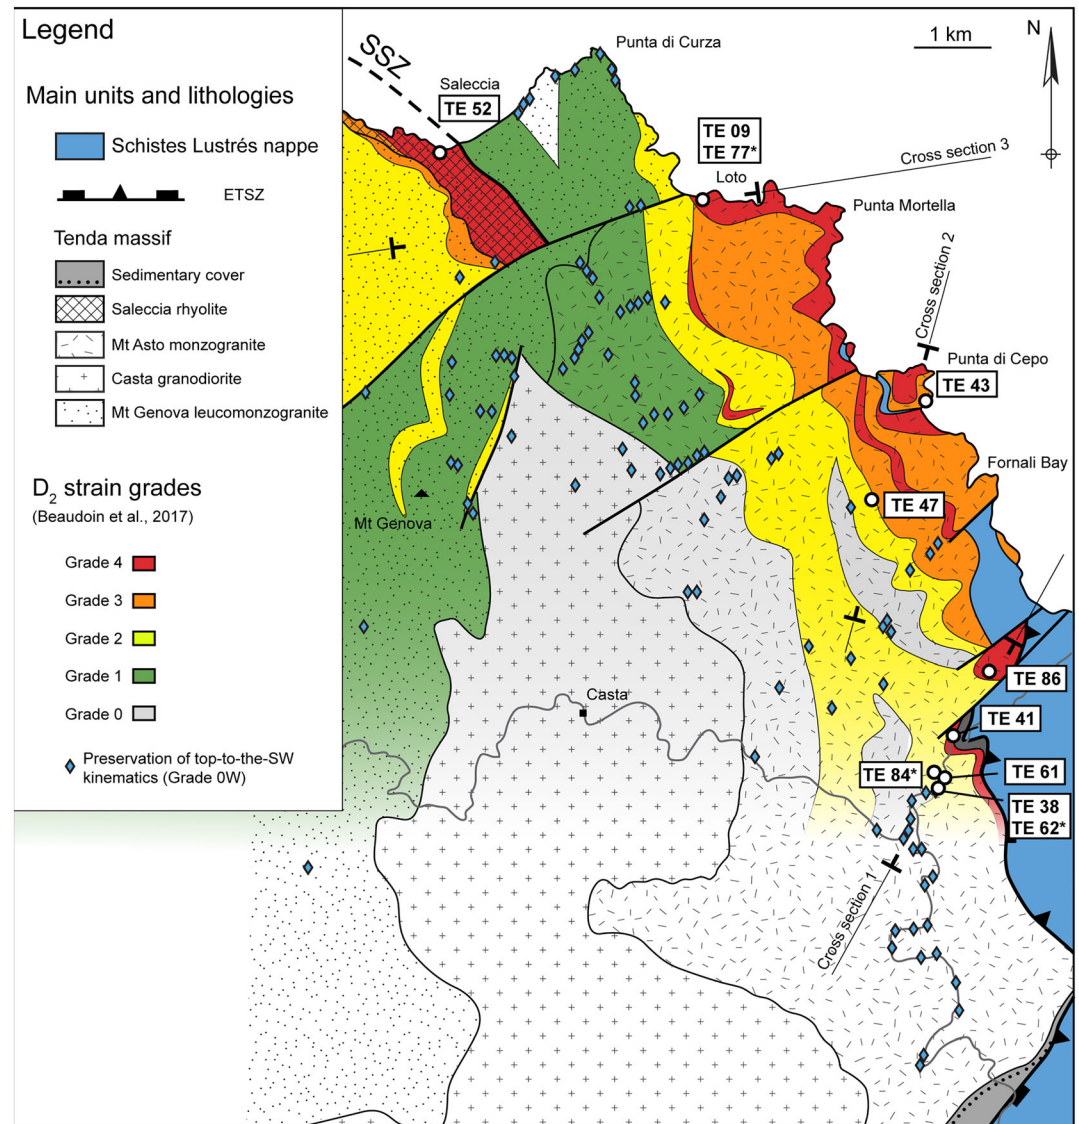 Legend
Main units and lithologies
Schistes Lustrés nappe
ETSZ
Tenda massif
Sedimentary cover
Saleccia rhyolite
Mt Asto monzogranite
Casta granodiorite
Mt Genova leucomonzogranite
D2 strain grades
(Beaudoin et al., 2017)
Grade 4
Grade 3
Grade 2
Grade 1
Grade 0
Preservation of top-to-the-SW
kinematics (Grade 0W)
SSZ
Saleccia
TE 52
Punta di Curza
1 km
N
TE 09
TE 77*
Loto
Cross section 3
Punta Mortella
Cross section 2
Punta di Cepo
TE 43
Fornali Bay
TE 47
Mt Genova
Casta
TE 86
TE 41
TE 84*
TE 61
TE 38
TE 62*
Cross section 1